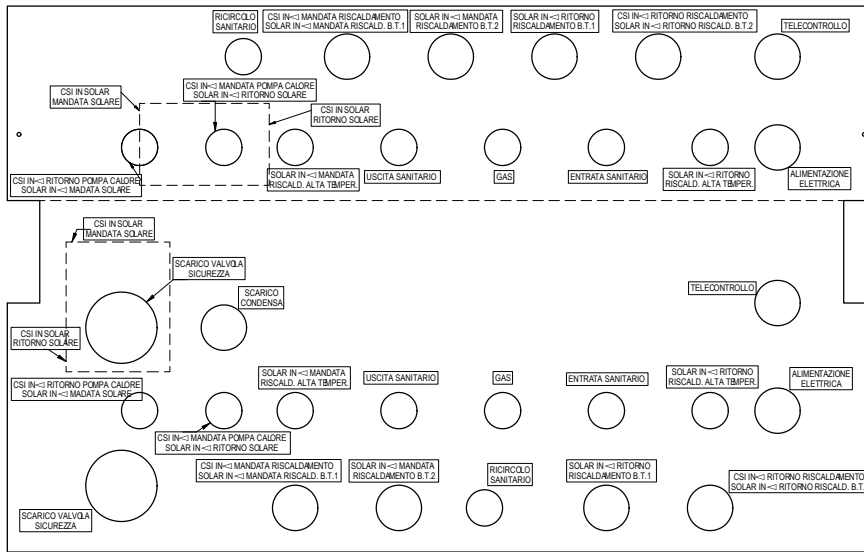 RICIRCOLO
SANITARIO
CSI IN◁ MANDATA RISCALDAMENTO
SOLAR IN◁ MANDATA RISCALD. B.T.1
SOLAR IN◁ MANDATA
RISCALDAMENTO B.T.2
SOLAR IN◁ RITORNO
RISCALDAMENTO B.T.1
CSI IN◁ RITORNO RISCALDAMENTO
SOLAR IN◁ RITORNO RISCALD. B.T.2
TELECONTROLLO
CSI IN SOLAR
MANDATA SOLARE
CSI IN◁ MANDATA POMPA CALORE
SOLAR IN◁ RITORNO SOLARE
CSI IN SOLAR
RITORNO SOLARE
CSI IN◁ RITORNO POMPA CALORE
SOLAR IN◁ MADATA SOLARE
SOLAR IN◁ MANDATA
RISCALD. ALTA TEMPER.
USCITA SANITARIO
GAS
ENTRATA SANITARIO
SOLAR IN◁ RITORNO
RISCALD. ALTA TEMPER.
ALIMENTAZIONE
ELETTRICA
CSI IN SOLAR
MANDATA SOLARE
SCARICO VALVOLA
SICUREZZA
SCARICO
CONDENSA
TELECONTROLLO
CSI IN SOLAR
RITORNO SOLARE
CSI IN◁ RITORNO POMPA CALORE
SOLAR IN◁ MADATA SOLARE
SOLAR IN◁ MANDATA
RISCALD. ALTA TEMPER.
USCITA SANITARIO
GAS
ENTRATA SANITARIO
SOLAR IN◁ RITORNO
RISCALD. ALTA TEMPER.
ALIMENTAZIONE
ELETTRICA
CSI IN◁ MANDATA POMPA CALORE
SOLAR IN◁ RITORNO SOLARE
CSI IN◁ MANDATA RISCALDAMENTO
SOLAR IN◁ MANDATA RISCALD. B.T.1
SOLAR IN◁ MANDATA
RISCALDAMENTO B.T.2
RICIRCOLO
SANITARIO
SOLAR IN◁ RITORNO
RISCALDAMENTO B.T.1
CSI IN◁ RITORNO RISCALDAMENTO
SOLAR IN◁ RITORNO RISCALD. B.T.
SCARICO VALVOLA
SICUREZZA